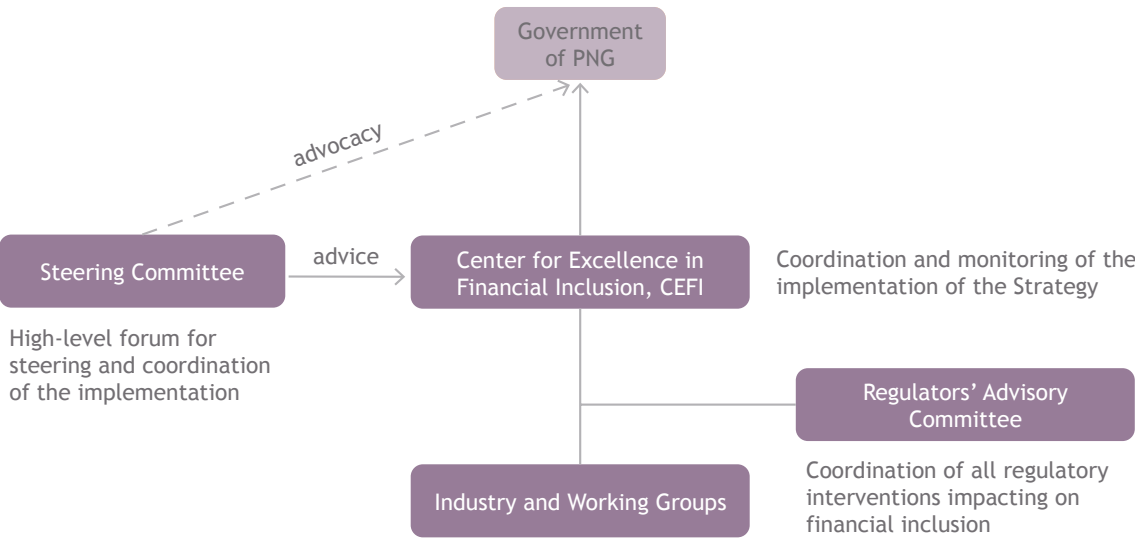 Government
of PNG
advocacy
Steering Committee
advice
Center for Excellence in
Financial Inclusion, CEFI
Coordination and monitoring of the
implementation of the Strategy
High-level forum for
steering and coordination
of the implementation
Regulators’ Advisory
Committee
Industry and Working Groups
Coordination of all regulatory
interventions impacting on
financial inclusion